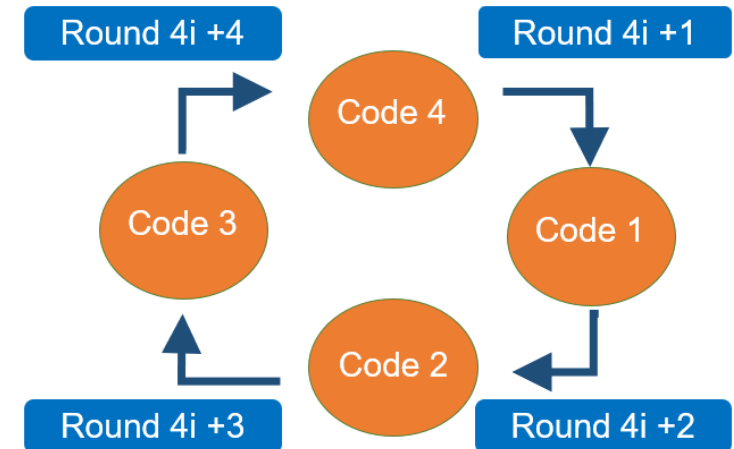 Round 4i +4
Round 4i +1
Code 4
Code 3
Code 1
Code 2
Round 4i +3
Round 4i +2